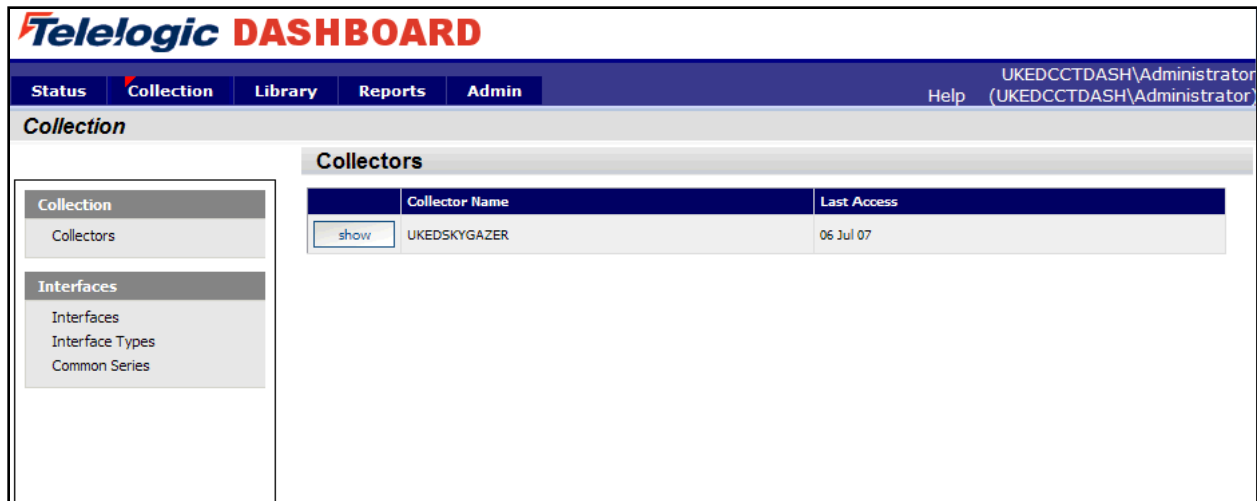 Telelogic DASHBOARD
Status Collection Library Reports Admin
UKEDCCTDASH\Administrator
Help (UKEDCCTDASH\Administrator)
Collection
Collectors
Collection
Collectors
Interfaces
Interfaces
Interface Types
Common Series
Collector Name Last Access
show UKEDSKYGAZER 06 Jul 07